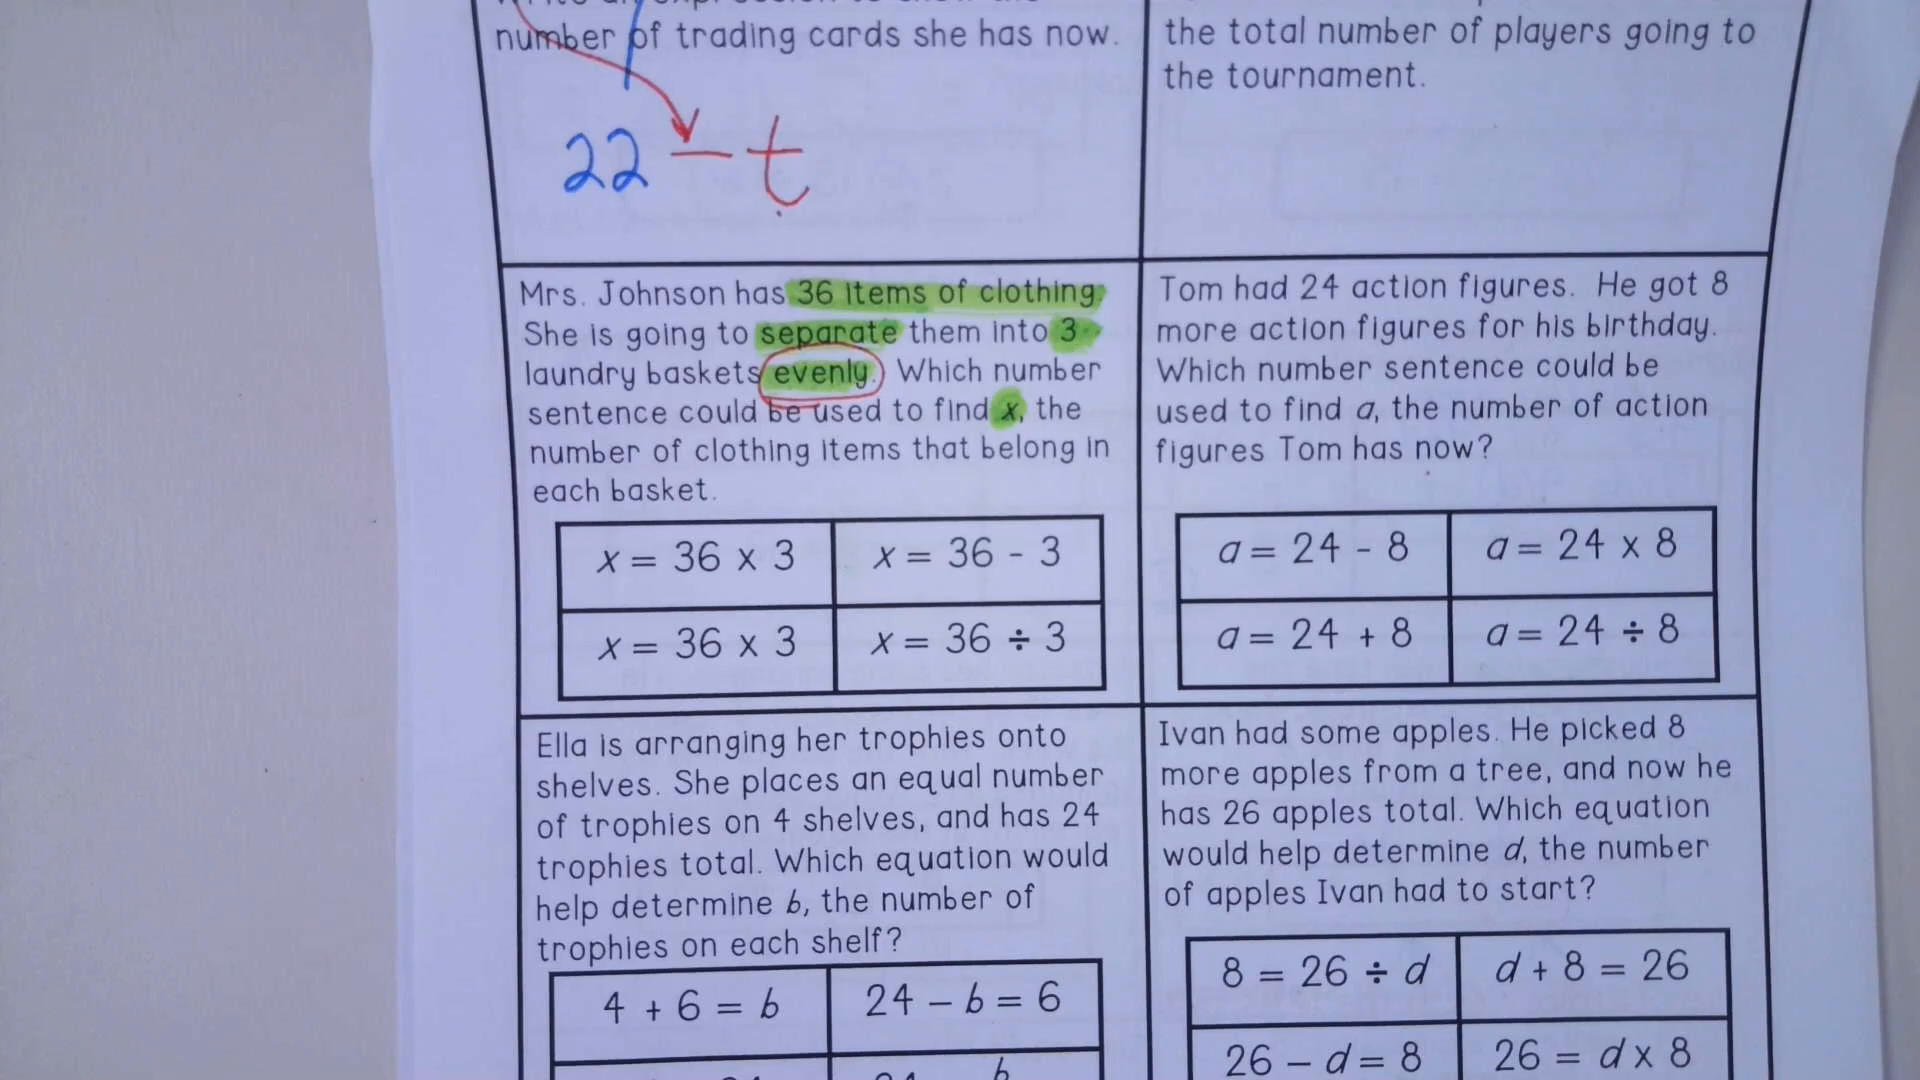 number of trading cards she has now.
22 - t
the total number of players going to
the tournament.
Mrs. Johnson has 36 items of clothing.
She is going to separate them into 3
laundry baskets evenly. Which number
sentence could be used to find x, the
number of clothing items that belong in
each basket.
x = 36 x 3
x = 36 - 3
x = 36 x 3
x = 36 ÷ 3
Tom had 24 action figures. He got 8
more action figures for his birthday.
Which number sentence could be
used to find a, the number of action
figures Tom has now?
a = 24 - 8
a = 24 x 8
a = 24 + 8
a = 24 ÷ 8
Ella is arranging her trophies onto
shelves. She places an equal number
of trophies on 4 shelves, and has 24
trophies total. Which equation would
help determine b, the number of
trophies on each shelf?
4 + 6 = b
24 – b = 6
Ivan had some apples. He picked 8
more apples from a tree, and now he
has 26 apples total. Which equation
would help determine d, the number
of apples Ivan had to start?
8 = 26 ÷ d
d + 8 = 26
26 – d = 8
26 = d x 8